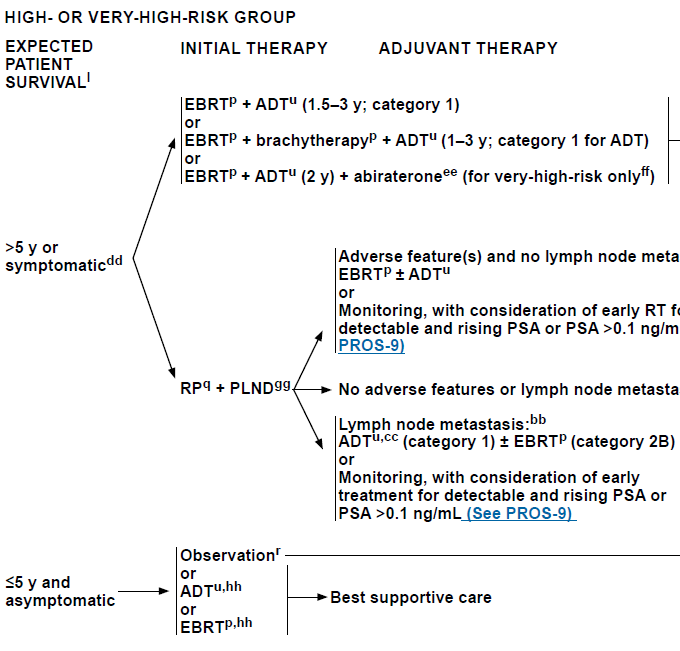 HIGH- OR VERY-HIGH-RISK GROUP
EXPECTED
PATIENT
SURVIVALl
INITIAL THERAPY
ADJUVANT THERAPY
EBRTp + ADTu (1.5–3 y; category 1)
or
EBRTp + brachytherapyp + ADTu (1–3 y; category 1 for ADT)
or
EBRTp + ADTu (2 y) + abirateroneee (for very-high-risk onlyff)
>5 y or
symptomaticdd
Adverse feature(s) and no lymph node meta
EBRTp ± ADTu
or
Monitoring, with consideration of early RT fo
detectable and rising PSA or PSA >0.1 ng/m
PROS-9)
RPq + PLNDgg
No adverse features or lymph node metasta
Lymph node metastasis:bb
ADTu,cc (category 1) ± EBRTp (category 2B)
or
Monitoring, with consideration of early
treatment for detectable and rising PSA or
PSA >0.1 ng/mL (See PROS-9)
≤5 y and
asymptomatic
Observationr
or
ADTu,hh
or
EBRTp,hh
Best supportive care